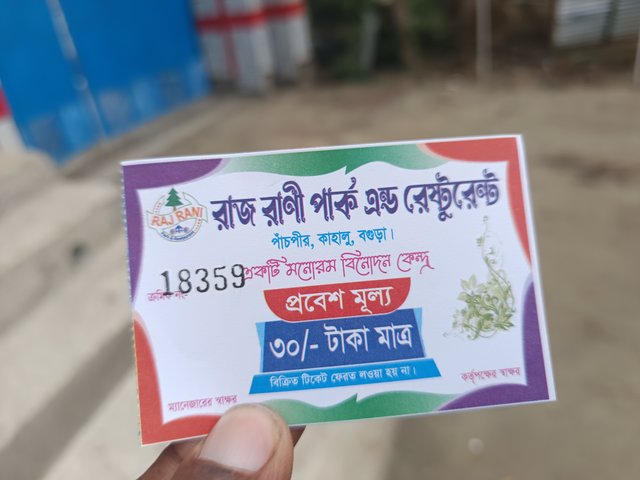 রাজ রাণী পার্ক এন্ড রেষ্টুরেন্ট
RAJ RANI
পাঁচপীর, কাহালু, বগুড়া।
একটি মনোরম বিনোদন কেন্দ্র
ক্রমিক নং
18359
প্রবেশ মূল্য
৩০/- টাকা মাত্র
বিক্রিত টিকেট ফেরত লওয়া হয় না।
ম্যানেজারের স্বাক্ষর
কর্তৃপক্ষের স্বাক্ষর